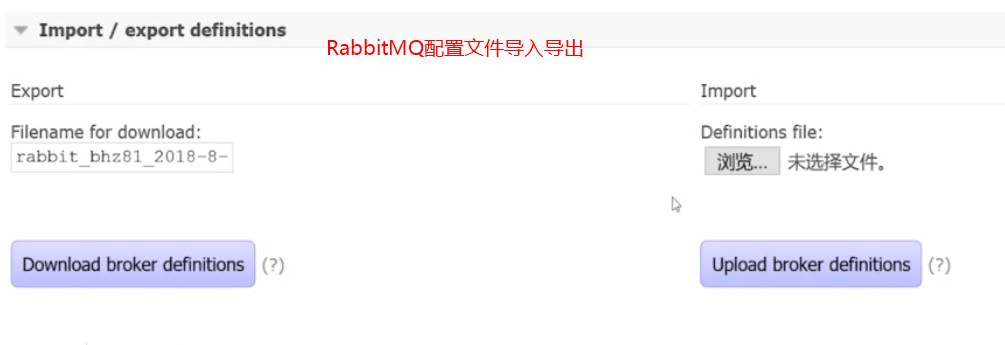 Import / export definitions
RabbitMQ配置文件导入导出
Export
Import
Filename for download:
Definitions file:
rabbit_bhz81_2018-8-
浏览... 未选择文件。
Download broker definitions (?)
Upload broker definitions (?)